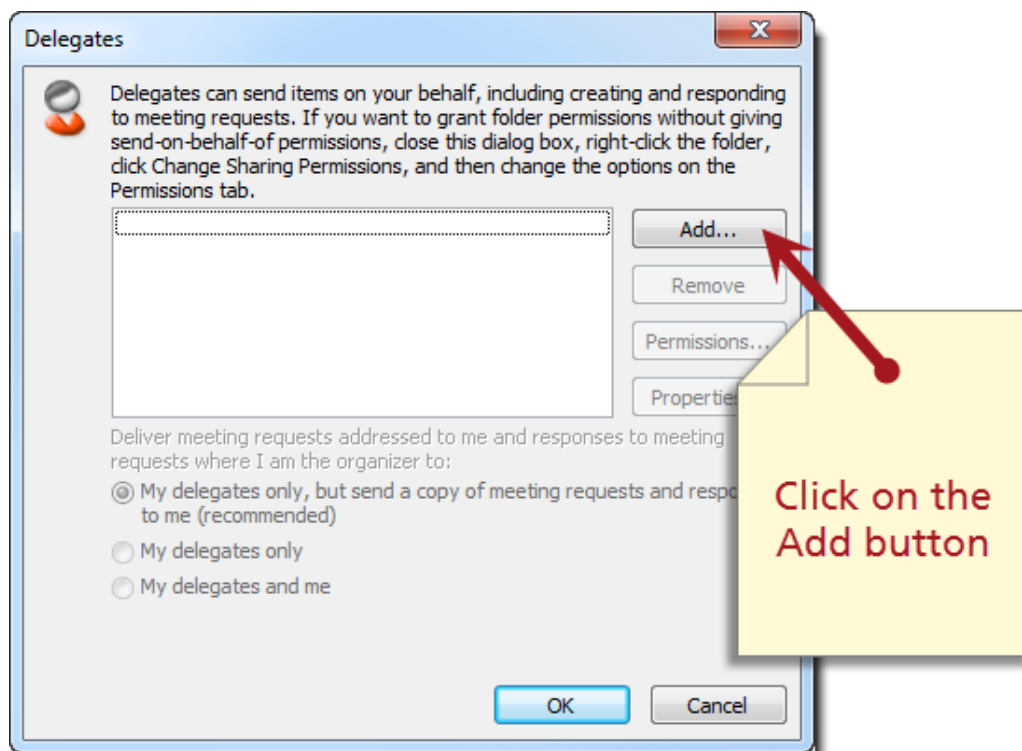 Delegates
Delegates can send items on your behalf, including creating and responding
to meeting requests. If you want to grant folder permissions without giving
send-on-behalf-of permissions, close this dialog box, right-click the folder,
click Change Sharing Permissions, and then change the options on the
Permissions tab.
Add...
Remove
Permissions...
Deliver meeting requests addressed to me and responses to meeting
requests where I am the organizer to:
My delegates only, but send a copy of meeting requests and
to me (recommended)
My delegates only
My delegates and me
OK
Cancel
Click on the
Add button